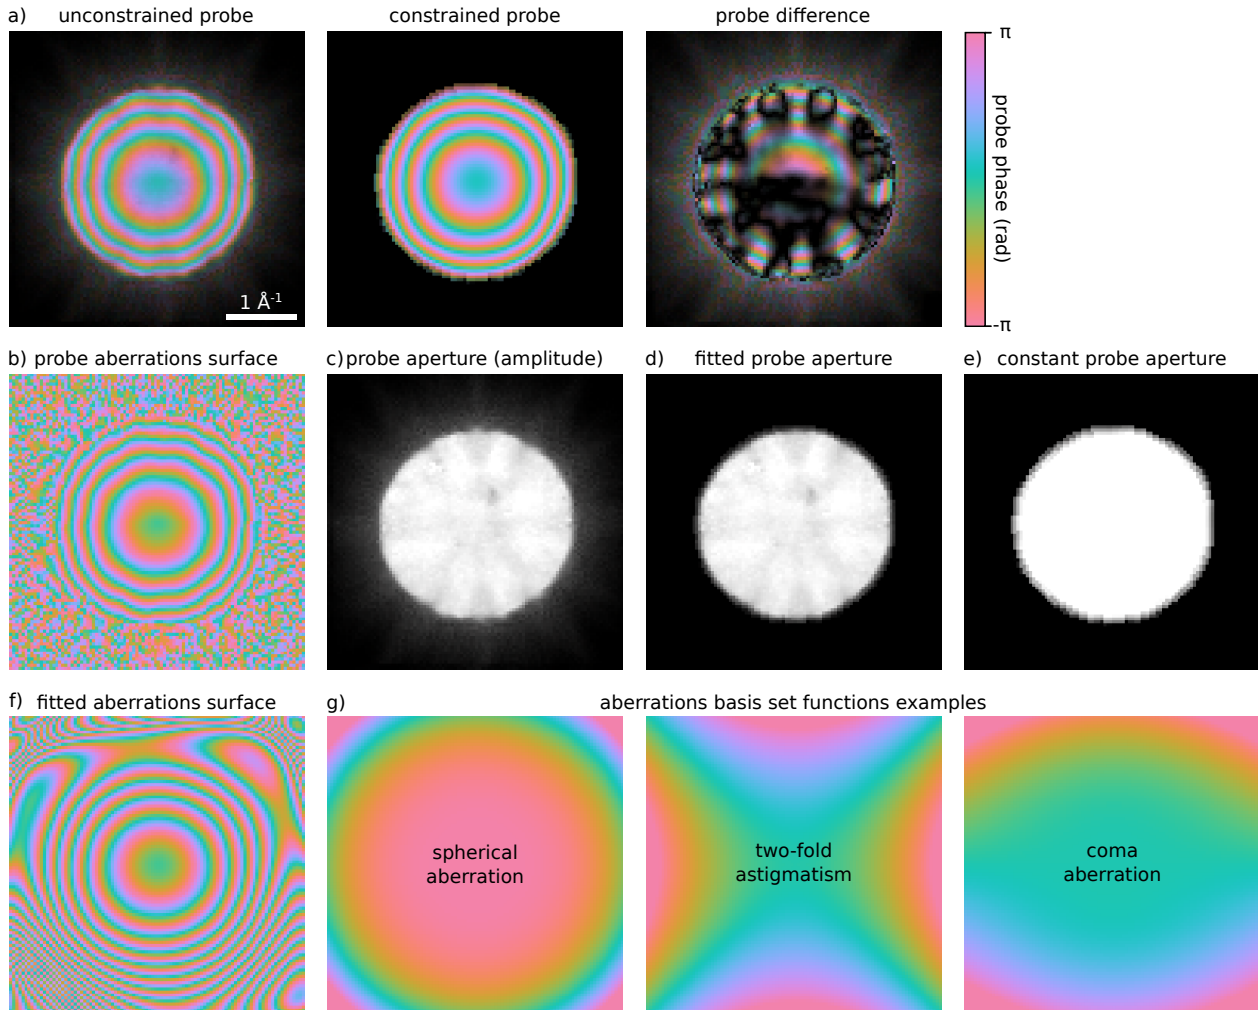 a) unconstrained probe
constrained probe
probe difference
π
probe phase (rad)
-π
1 Å⁻¹
b) probe aberrations surface
c) probe aperture (amplitude)
d) fitted probe aperture
e) constant probe aperture
f) fitted aberrations surface
g) aberrations basis set functions examples
spherical
aberration
two-fold
astigmatism
coma
aberration